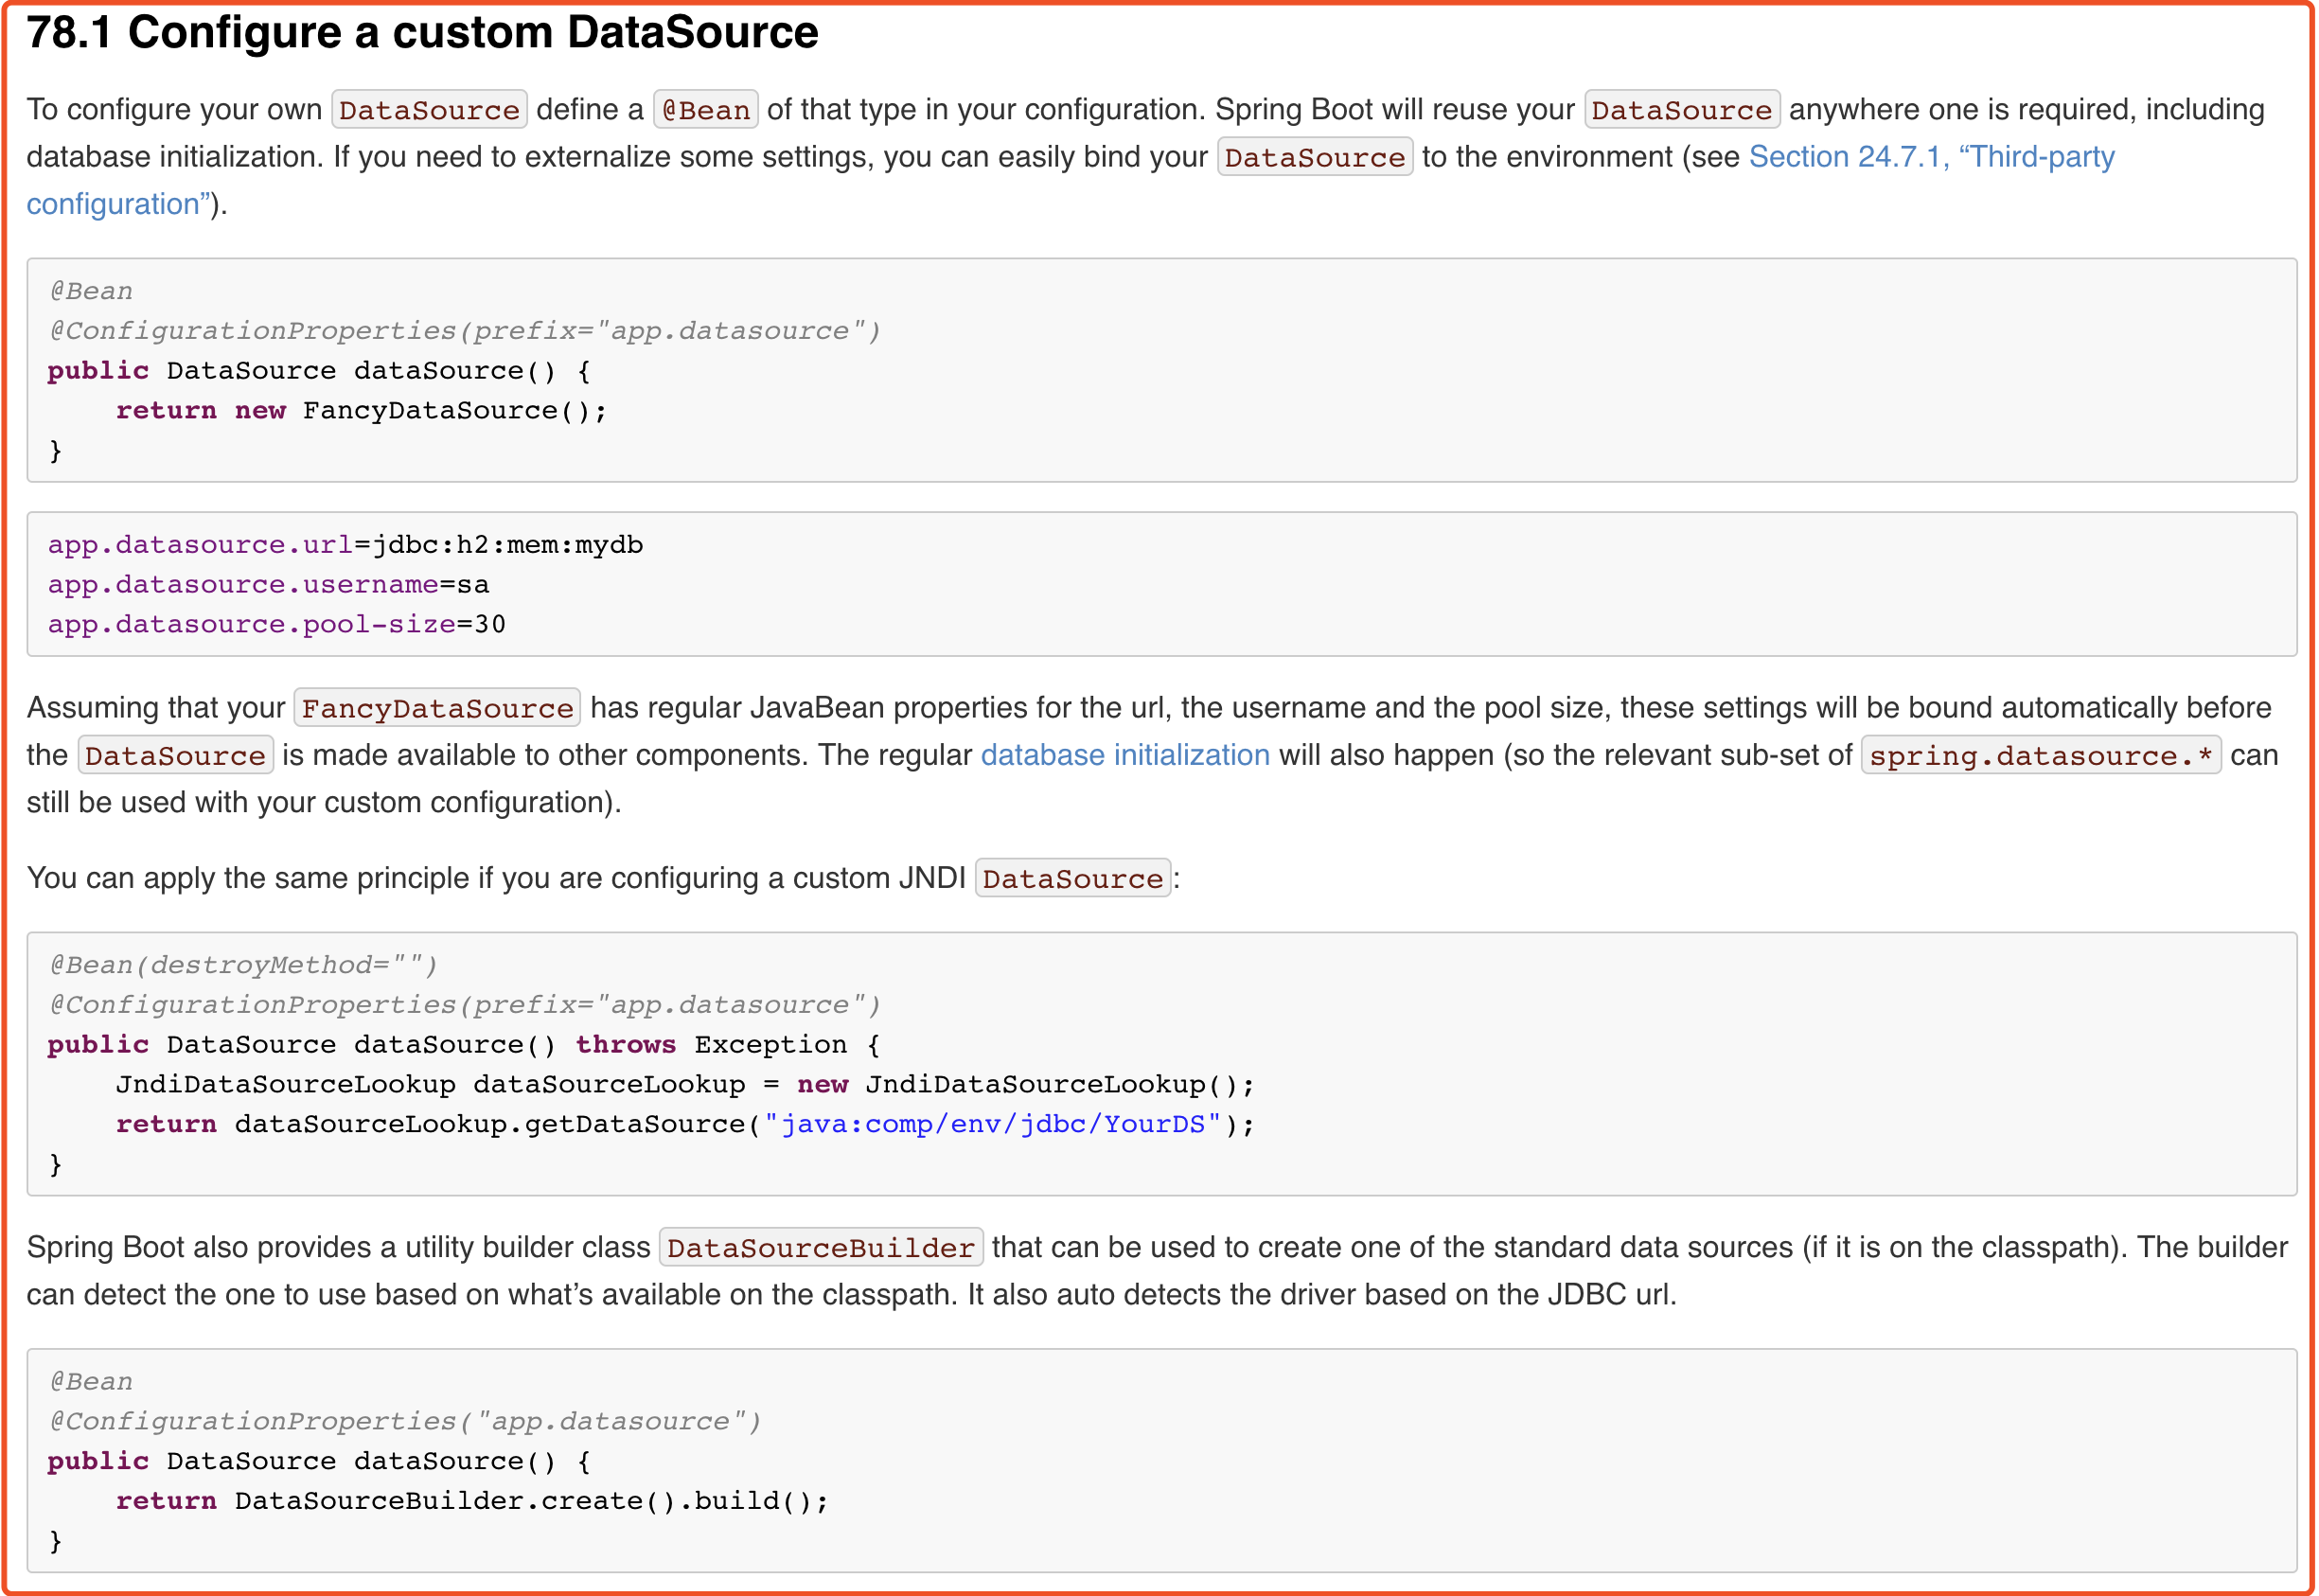 78.1 Configure a custom DataSource
To configure your own DataSource define a @Bean of that type in your configuration. Spring Boot will reuse your DataSource anywhere one is required, including
database initialization. If you need to externalize some settings, you can easily bind your DataSource to the environment (see Section 24.7.1, “Third-party
configuration”).
@Bean
@ConfigurationProperties(prefix="app.datasource")
public DataSource dataSource() {
    return new FancyDataSource();
}
app.datasource.url=jdbc:h2:mem:mydb
app.datasource.username=sa
app.datasource.pool-size=30
Assuming that your FancyDataSource has regular JavaBean properties for the url, the username and the pool size, these settings will be bound automatically before
the DataSource is made available to other components. The regular database initialization will also happen (so the relevant sub-set of spring.datasource.* can
still be used with your custom configuration).
You can apply the same principle if you are configuring a custom JNDI DataSource:
@Bean(destroyMethod="")
@ConfigurationProperties(prefix="app.datasource")
public DataSource dataSource() throws Exception {
    JndiDataSourceLookup dataSourceLookup = new JndiDataSourceLookup();
    return dataSourceLookup.getDataSource("java:comp/env/jdbc/YourDS");
}
Spring Boot also provides a utility builder class DataSourceBuilder that can be used to create one of the standard data sources (if it is on the classpath). The builder
can detect the one to use based on what’s available on the classpath. It also auto detects the driver based on the JDBC url.
@Bean
@ConfigurationProperties("app.datasource")
public DataSource dataSource() {
    return DataSourceBuilder.create().build();
}